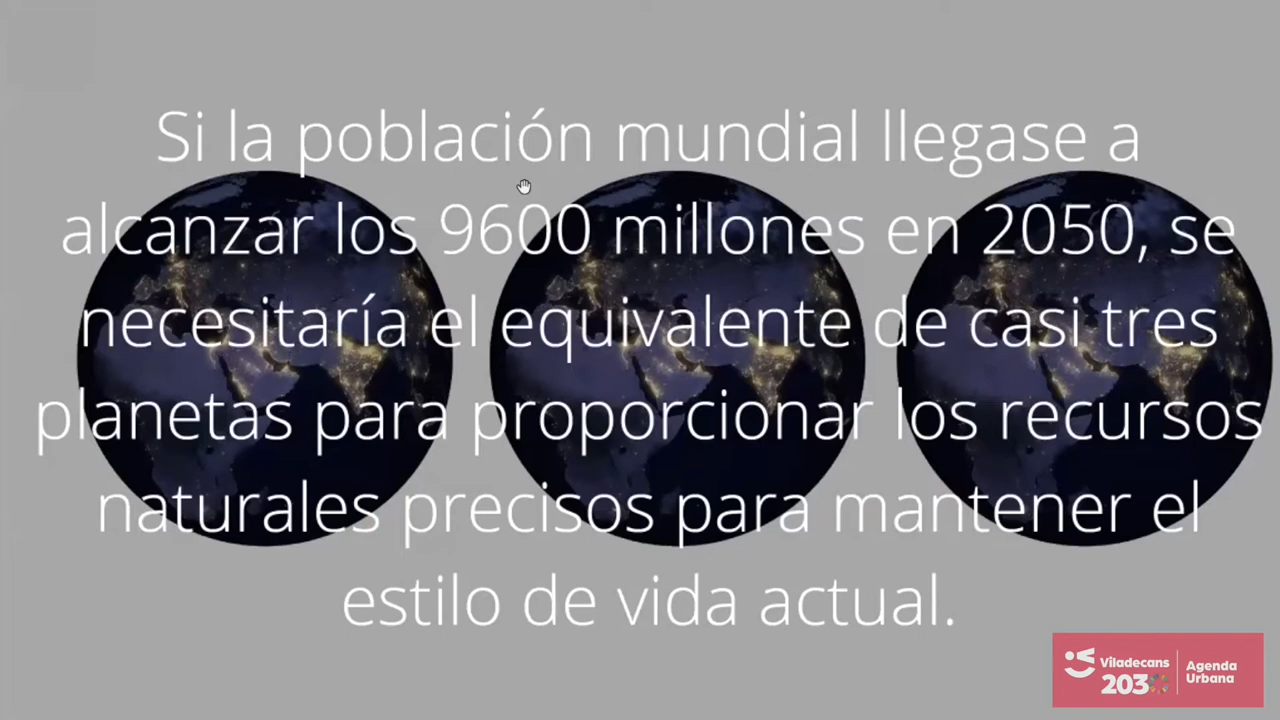 Si la población mundial llegase a
alcanzar los 9600 millones en 2050, se
necesitaría el equivalente de casi tres
planetas para proporcionar los recursos
naturales precisos para mantener el
estilo de vida actual.
Viladecans
2030
Agenda
Urbana